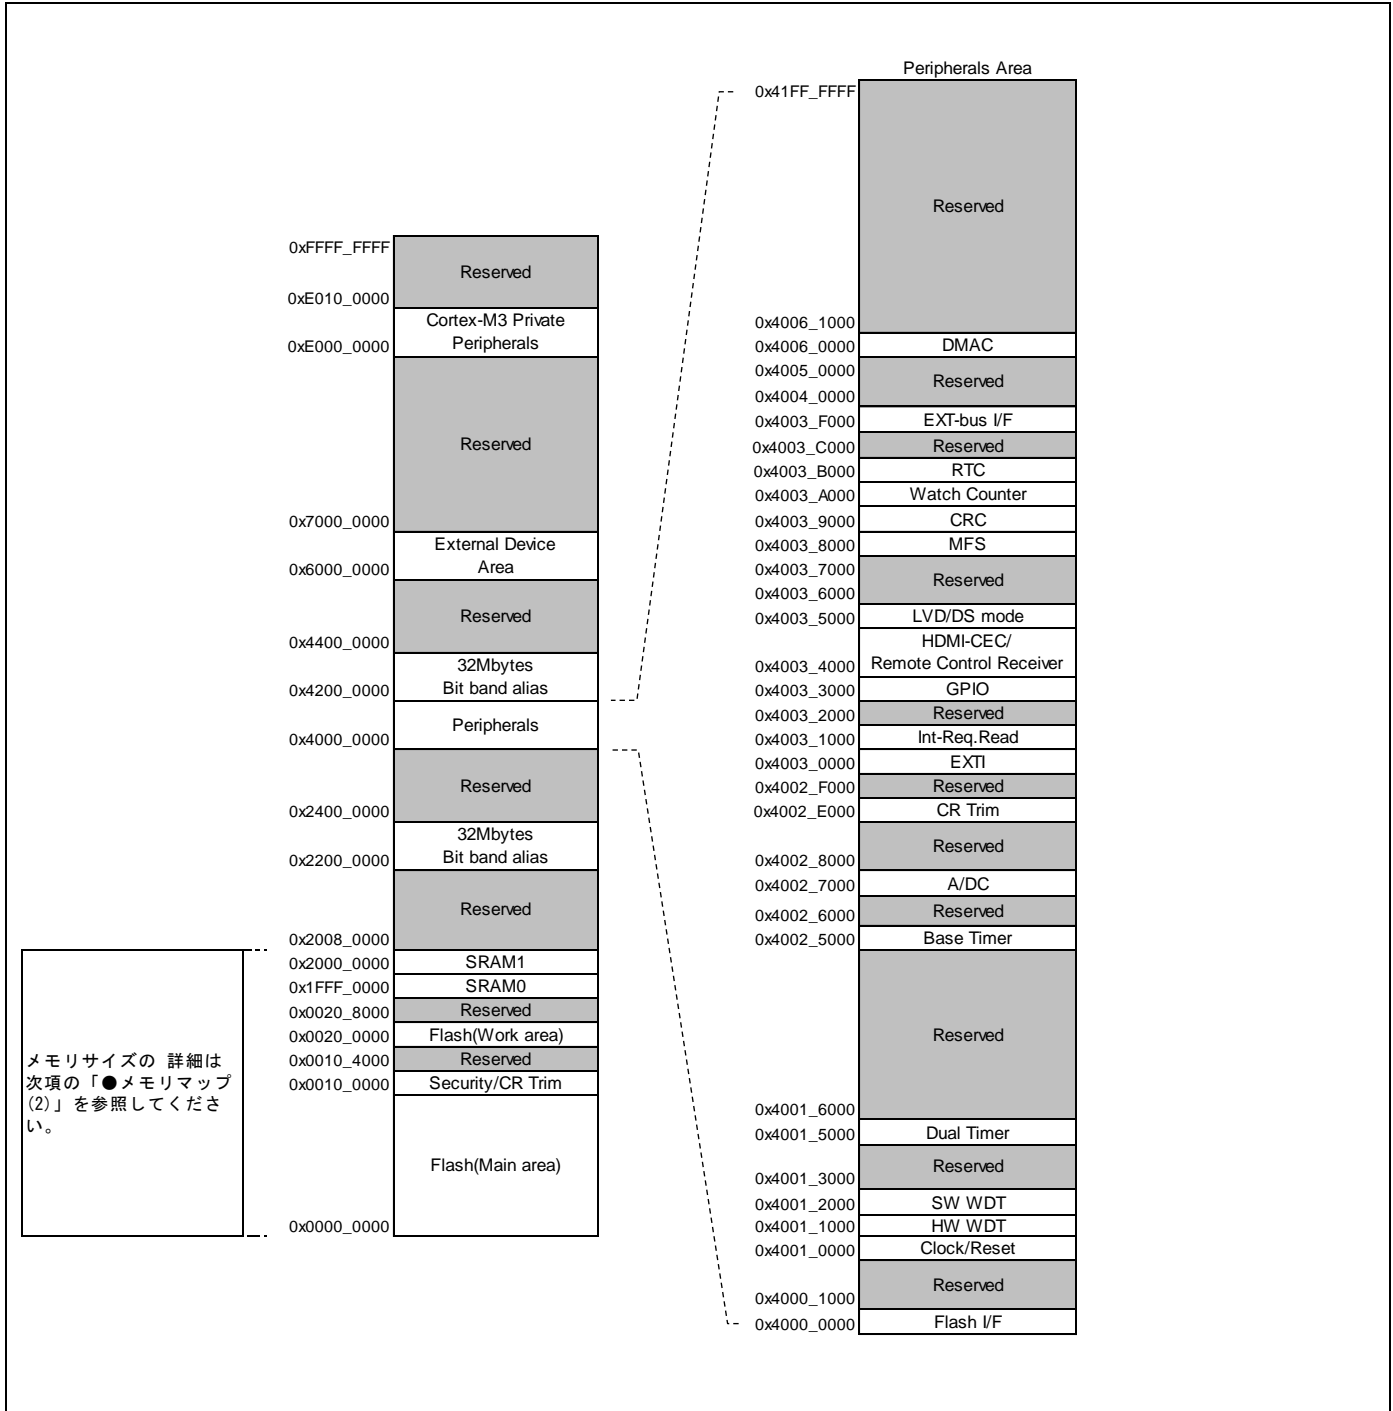 Peripherals Area
0x41FF_FFFF
Reserved
0x4006_1000
0x4006_0000 DMAC
0x4005_0000
Reserved
0x4004_0000
0x4003_F000 EXT-bus I/F
0x4003_C000 Reserved
0x4003_B000 RTC
0x4003_A000 Watch Counter
0x4003_9000 CRC
0x4003_8000 MFS
0x4003_7000
Reserved
0x4003_6000
0x4003_5000 LVD/DS mode
HDMI-CEC/
0x4003_4000 Remote Control Receiver
0x4003_3000 GPIO
0x4003_2000 Reserved
0x4003_1000 Int-Req.Read
0x4003_0000 EXTI
0x4002_F000 Reserved
0x4002_E000 CR Trim
Reserved
0x4002_8000
0x4002_7000 A/DC
0x4002_6000 Reserved
0x4002_5000 Base Timer
Reserved
0x4001_6000
0x4001_5000 Dual Timer
Reserved
0x4001_3000
0x4001_2000 SW WDT
0x4001_1000 HW WDT
0x4001_0000 Clock/Reset
Reserved
0x4000_1000
0x4000_0000 Flash I/F
0xFFFF_FFFF
Reserved
0xE010_0000
Cortex-M3 Private
0xE000_0000 Peripherals
Reserved
0x7000_0000
External Device
0x6000_0000 Area
Reserved
0x4400_0000
32Mbytes
0x4200_0000 Bit band alias
Peripherals
0x4000_0000
Reserved
0x2400_0000
32Mbytes
0x2200_0000 Bit band alias
Reserved
0x2008_0000
0x2000_0000 SRAM1
0x1FFF_0000 SRAM0
0x0020_8000 Reserved
0x0020_0000 Flash(Work area)
0x0010_4000 Reserved
0x0010_0000 Security/CR Trim
Flash(Main area)
0x0000_0000
メモリサイズの 詳細は
次項の「●メモリマップ
(2)」を参照してくださ
い。